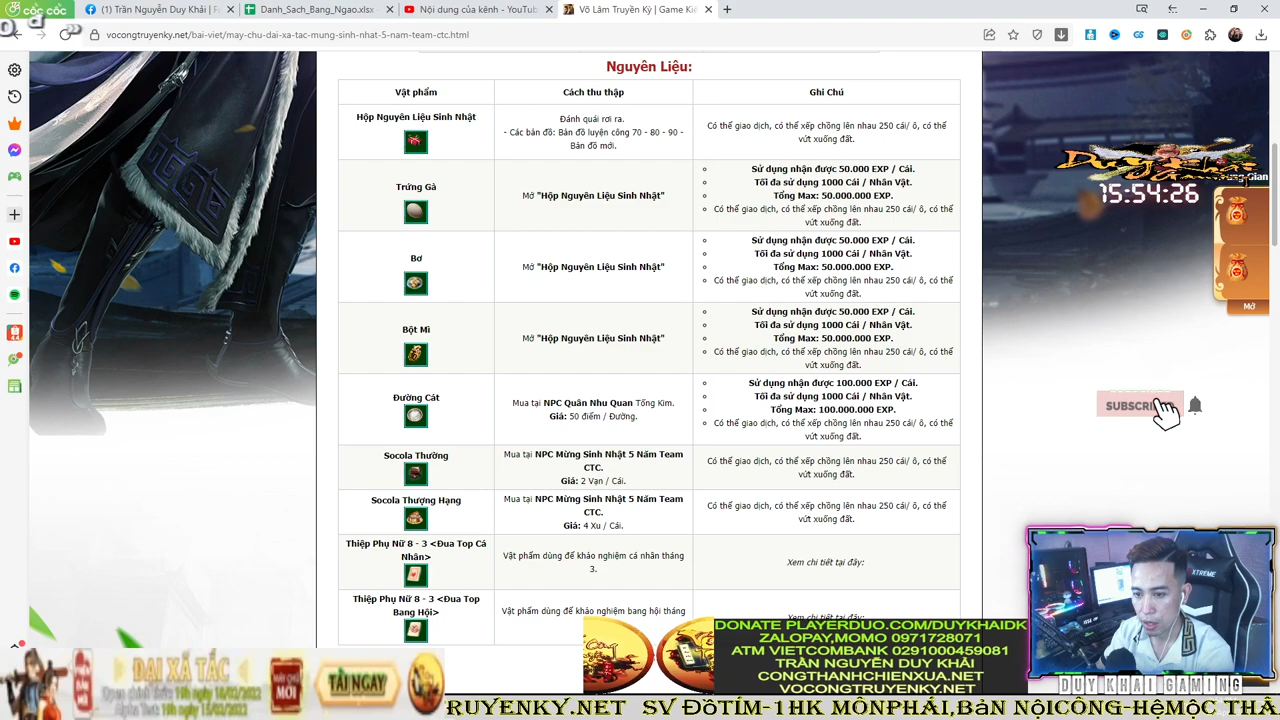 cốc cốc
(1) Trần Nguyễn Duy Khải | Fa
Danh_Sach_Bang_Ngao.xlsx
Nội dung của kênh - YouTub
Võ Lâm Truyền Kỳ | Game Kiế
vocongtruyenky.net/bai-viet/may-chu-dai-xa-tac-mung-sinh-nhat-5-nam-team-ctc.html
Nguyên Liệu:
Vật phẩm
Cách thu thập
Ghi Chú
Hộp Nguyên Liệu Sinh Nhật
Đánh quái rơi ra.
- Các bản đồ: Bản đồ luyện công 70 - 80 - 90 -
Bản đồ mới.
Có thể giao dịch, có thể xếp chồng lên nhau 250 cái/ ô, có thể
vứt xuống đất.
Trứng Gà
Mở "Hộp Nguyên Liệu Sinh Nhật"
Sử dụng nhận được 50.000 EXP / Cái.
Tối đa sử dụng 1000 Cái / Nhân Vật.
Tổng Max: 50.000.000 EXP.
Có thể giao dịch, có thể xếp chồng lên nhau 250 cái/ ô, có thể
vứt xuống đất.
Bơ
Mở "Hộp Nguyên Liệu Sinh Nhật"
Sử dụng nhận được 50.000 EXP / Cái.
Tối đa sử dụng 1000 Cái / Nhân Vật.
Tổng Max: 50.000.000 EXP.
Có thể giao dịch, có thể xếp chồng lên nhau 250 cái/ ô, có thể
vứt xuống đất.
Bột Mì
Mở "Hộp Nguyên Liệu Sinh Nhật"
Sử dụng nhận được 50.000 EXP / Cái.
Tối đa sử dụng 1000 Cái / Nhân Vật.
Tổng Max: 50.000.000 EXP.
Có thể giao dịch, có thể xếp chồng lên nhau 250 cái/ ô, có thể
vứt xuống đất.
Đường Cát
Mua tại NPC Quân Nhu Quan Tống Kim.
Giá: 50 điểm / Đường.
Sử dụng nhận được 100.000 EXP / Cái.
Tối đa sử dụng 1000 Cái / Nhân Vật.
Tổng Max: 100.000.000 EXP.
Có thể giao dịch, có thể xếp chồng lên nhau 250 cái/ ô, có thể
vứt xuống đất.
Socola Thường
Mua tại NPC Mừng Sinh Nhật 5 Năm Team
CTC.
Giá: 2 Vạn / Cái.
Có thể giao dịch, có thể xếp chồng lên nhau 250 cái/ ô, có thể
vứt xuống đất.
Socola Thượng Hạng
Mua tại NPC Mừng Sinh Nhật 5 Năm Team
CTC.
Giá: 4 Xu / Cái.
Có thể giao dịch, có thể xếp chồng lên nhau 250 cái/ ô, có thể
vứt xuống đất.
Thiệp Phụ Nữ 8 - 3 <Đua Top Cá
Nhân>
Vật phẩm dùng để khảo nghiệm cá nhân tháng
3.
Xem chi tiết tại đây:
Thiệp Phụ Nữ 8 - 3 <Đua Top
Bang Hội>
Vật phẩm dùng để khảo nghiệm bang hội tháng
Xem chi tiết tại đây:
Duy Khải
Gaming
15:54:26
Mở
SUBSCRIBE
XTREME
DONATE PLAYERDUO.COM/DUYKHAIDK
ZALOPAY,MOMO 0971728071
ATM VIETCOMBANK 0291000459081
TRẦN NGUYỄN DUY KHẢI
CONGTHANHCHIENXUA.NET
VOCONGTRUYENKY.NET
DUY KHAI GAMING
ĐẠI XÃ TẮC
MÁY CHỦ
MỚI
TẢI NGAY
RUYENKY.NET SV ĐồTÍM-1HK MÔNPHÁI,Bản NộiCÔNG-HệMộC THÂ